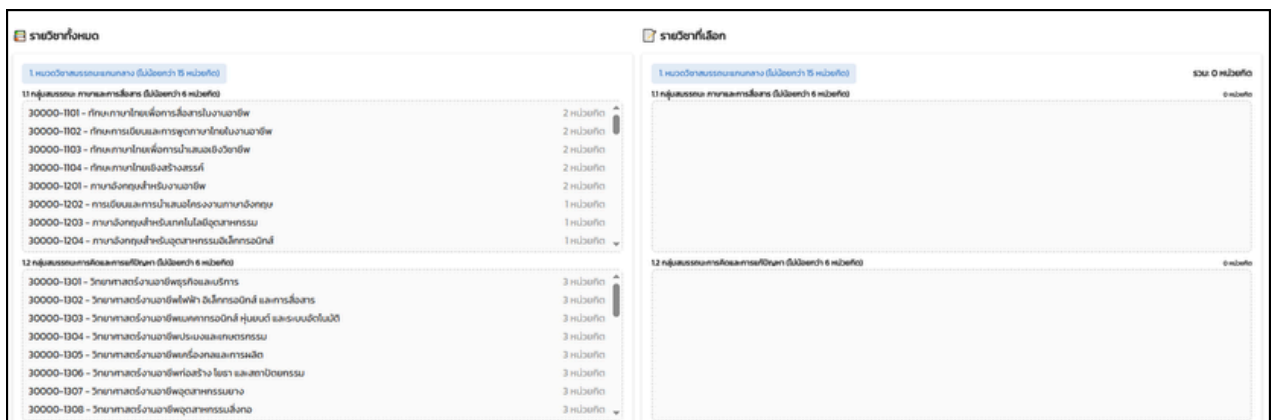 รายวิชาทั้งหมด
1. หมวดวิชาสมรรถนะแกนกลาง (ไม่น้อยกว่า 15 หน่วยกิต)
1.1 กลุ่มสมรรถนะ ภาษาและการสื่อสาร (ไม่น้อยกว่า 6 หน่วยกิต)
30000-1101 - ทักษะภาษาไทยเพื่อการสื่อสารในงานอาชีพ 2 หน่วยกิต
30000-1102 - ทักษะการเขียนและการพูดภาษาไทยในงานอาชีพ 2 หน่วยกิต
30000-1103 - ทักษะภาษาไทยเพื่อการนำเสนอเชิงวิชาชีพ 2 หน่วยกิต
30000-1104 - ทักษะภาษาไทยเชิงสร้างสรรค์ 2 หน่วยกิต
30000-1201 - ภาษาอังกฤษสำหรับงานอาชีพ 2 หน่วยกิต
30000-1202 - การเขียนและการนำเสนอโครงงานภาษาอังกฤษ 1 หน่วยกิต
30000-1203 - ภาษาอังกฤษสำหรับเทคโนโลยีอุตสาหกรรม 1 หน่วยกิต
30000-1204 - ภาษาอังกฤษสำหรับอุตสาหกรรมอิเล็กทรอนิกส์ 1 หน่วยกิต
1.2 กลุ่มสมรรถนะการคิดและการแก้ปัญหา (ไม่น้อยกว่า 6 หน่วยกิต)
30000-1301 - วิทยาศาสตร์งานอาชีพธุรกิจและบริการ 3 หน่วยกิต
30000-1302 - วิทยาศาสตร์งานอาชีพไฟฟ้า อิเล็กทรอนิกส์ และการสื่อสาร 3 หน่วยกิต
30000-1303 - วิทยาศาสตร์งานอาชีพเมคคาทรอนิกส์ หุ่นยนต์ และระบบอัตโนมัติ 3 หน่วยกิต
30000-1304 - วิทยาศาสตร์งานอาชีพประมงและเกษตรกรรม 3 หน่วยกิต
30000-1305 - วิทยาศาสตร์งานอาชีพเครื่องกลและการผลิต 3 หน่วยกิต
30000-1306 - วิทยาศาสตร์งานอาชีพก่อสร้าง โยธา และสถาปัตยกรรม 3 หน่วยกิต
30000-1307 - วิทยาศาสตร์งานอาชีพอุตสาหกรรมยาง 3 หน่วยกิต
30000-1308 - วิทยาศาสตร์งานอาชีพอุตสาหกรรมสิ่งทอ 3 หน่วยกิต
รายวิชาที่เลือก
1. หมวดวิชาสมรรถนะแกนกลาง (ไม่น้อยกว่า 15 หน่วยกิต) รวม: 0 หน่วยกิต
1.1 กลุ่มสมรรถนะ ภาษาและการสื่อสาร (ไม่น้อยกว่า 6 หน่วยกิต) 0 หน่วยกิต
1.2 กลุ่มสมรรถนะการคิดและการแก้ปัญหา (ไม่น้อยกว่า 6 หน่วยกิต) 0 หน่วยกิต